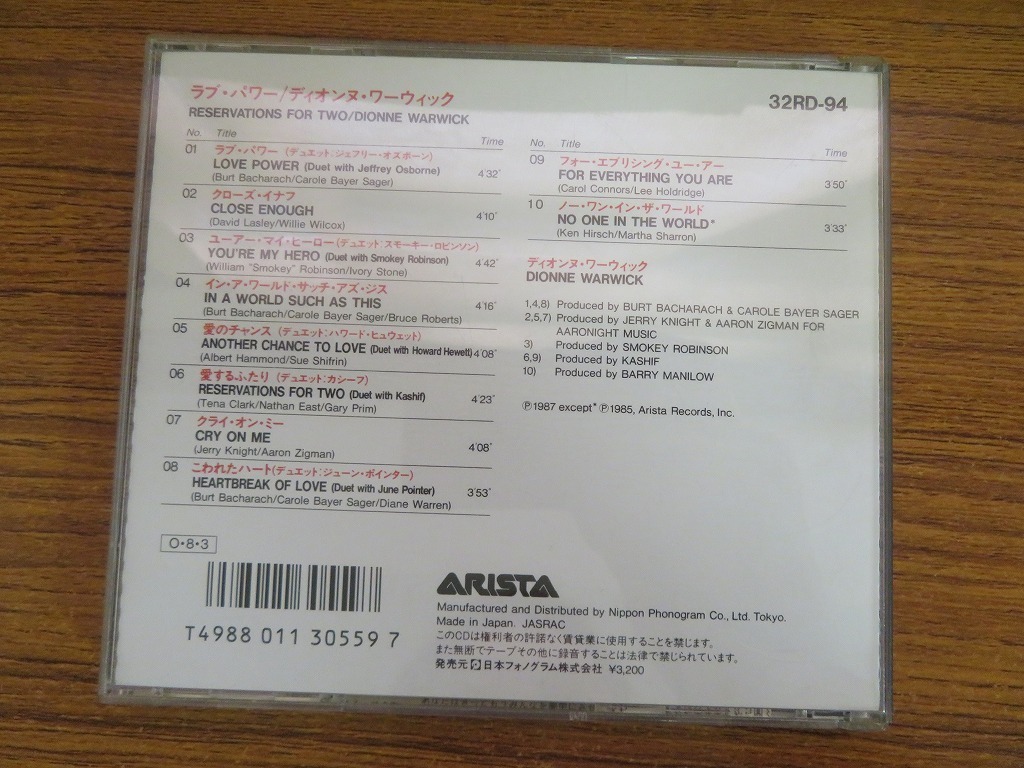 ラブ・パワー/ディオンヌ・ワーウィック
RESERVATIONS FOR TWO/DIONNE WARWICK
32RD-94
No. Title Time
01 ラブ・パワー(デュエット:ジェフリー・オズボーン)
LOVE POWER (Duet with Jeffrey Osborne)
(Burt Bacharach/Carole Bayer Sager) 4'32"
02 クローズ・イナフ
CLOSE ENOUGH
(David Lasley/Willie Wilcox) 4'10"
03 ユーアー・マイ・ヒーロー(デュエット:スモーキー・ロビンソン)
YOU'RE MY HERO (Duet with Smokey Robinson)
(William "Smokey" Robinson/Ivory Stone) 4'42"
04 イン・ア・ワールド・サッチ・アズ・ジス
IN A WORLD SUCH AS THIS
(Burt Bacharach/Carole Bayer Sager/Bruce Roberts) 4'16"
05 愛のチャンス(デュエット:ハワード・ヒュウェット)
ANOTHER CHANCE TO LOVE (Duet with Howard Hewett) 4'08"
(Albert Hammond/Sue Shifrin)
06 愛するふたり(デュエット:カシーフ)
RESERVATIONS FOR TWO (Duet with Kashif)
(Tena Clark/Nathan East/Gary Prim) 4'23"
07 クライ・オン・ミー
CRY ON ME
(Jerry Knight/Aaron Zigman) 4'08"
08 こわれたハート(デュエット:ジューン・ポインター)
HEARTBREAK OF LOVE (Duet with June Pointer)
(Burt Bacharach/Carole Bayer Sager/Diane Warren) 3'53"
No. Title Time
09 フォー・エブリシング・ユー・アー
FOR EVERYTHING YOU ARE
(Carol Connors/Lee Holdridge) 3'50"
10 ノー・ワン・イン・ザ・ワールド
NO ONE IN THE WORLD*
(Ken Hirsch/Martha Sharron) 3'33"
ディオンヌ・ワーウィック
DIONNE WARWICK
1,4,8) Produced by BURT BACHARACH & CAROLE BAYER SAGER
2,5,7) Produced by JERRY KNIGHT & AARON ZIGMAN FOR
AARONIGHT MUSIC
3) Produced by SMOKEY ROBINSON
6,9) Produced by KASHIF
10) Produced by BARRY MANILOW
Ⓟ1987 except* Ⓟ1985, Arista Records, Inc.
O・8・3
T4988 011 30559 7
ARISTA
Manufactured and Distributed by Nippon Phonogram Co., Ltd. Tokyo.
Made in Japan. JASRAC
このCDは権利者の許諾なく賃貸業に使用することを禁じます。
また無断でテープその他に録音することは法律で禁じられています。
発売元 日本フォノグラム株式会社 ¥3,200